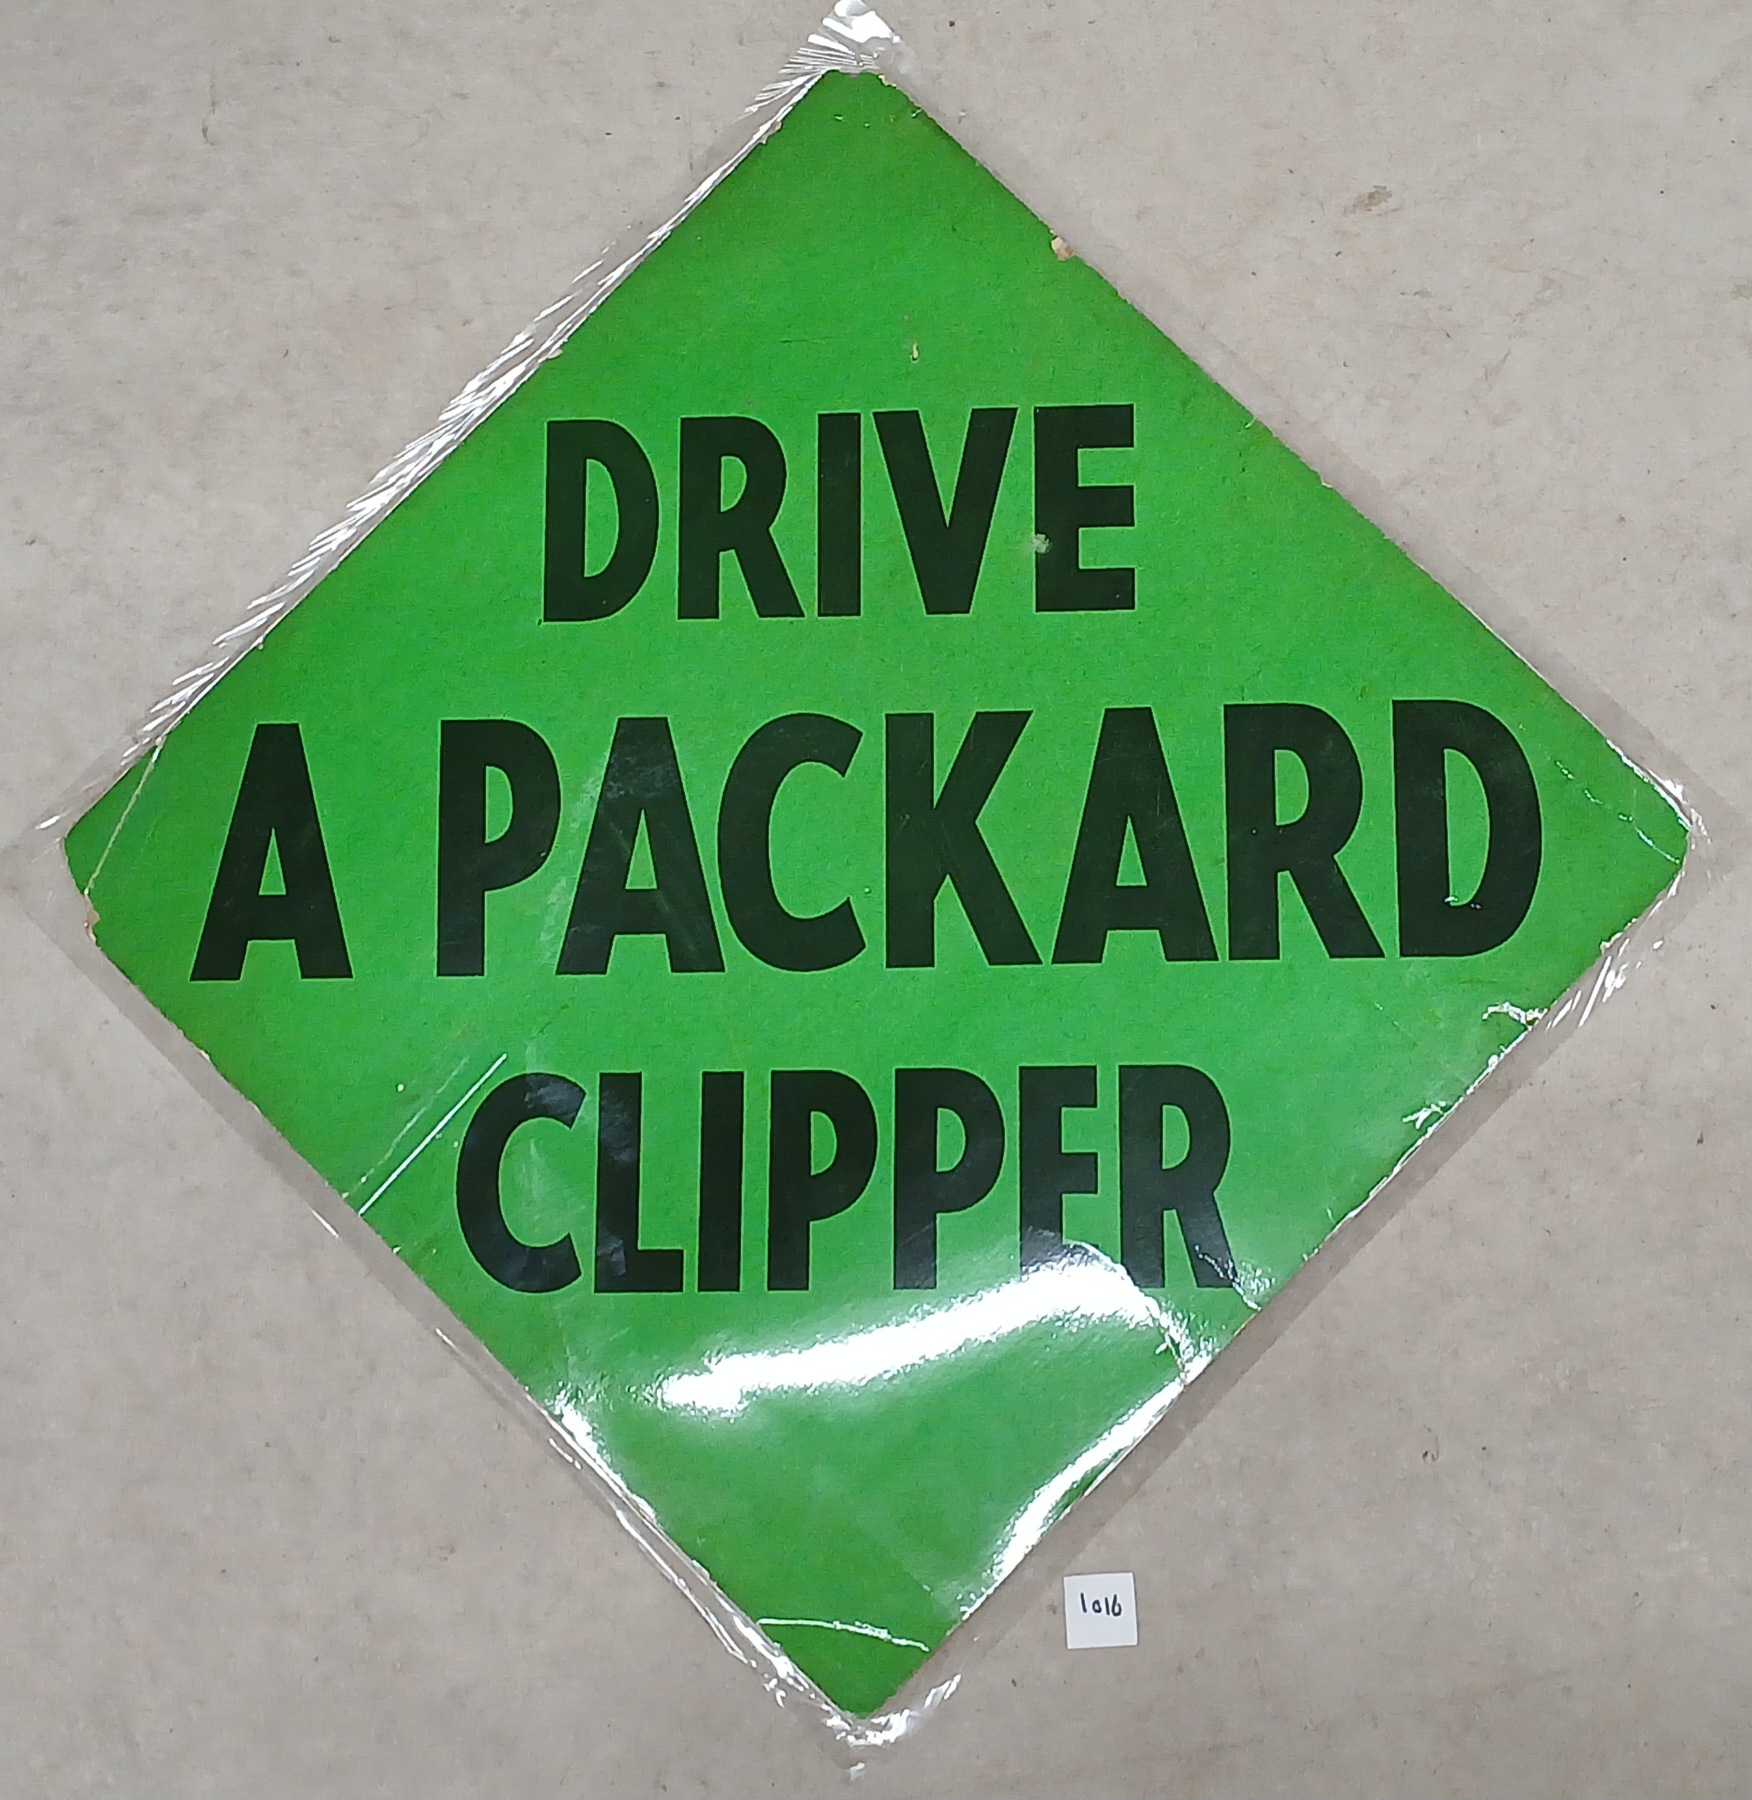 DRIVE
A PACKARD
CLIPPER
1016